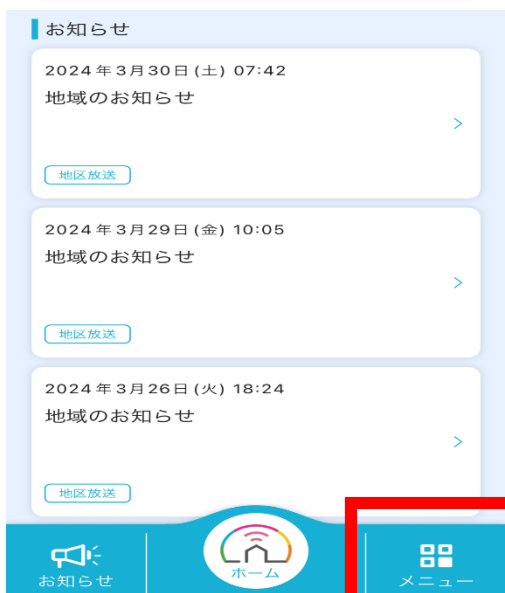 お知らせ
2024年3月30日(土) 07:42
地域のお知らせ
>
地区放送
2024年3月29日(金) 10:05
地域のお知らせ
>
地区放送
2024年3月26日(火) 18:24
地域のお知らせ
>
地区放送
お知らせ
ホーム
メニュー